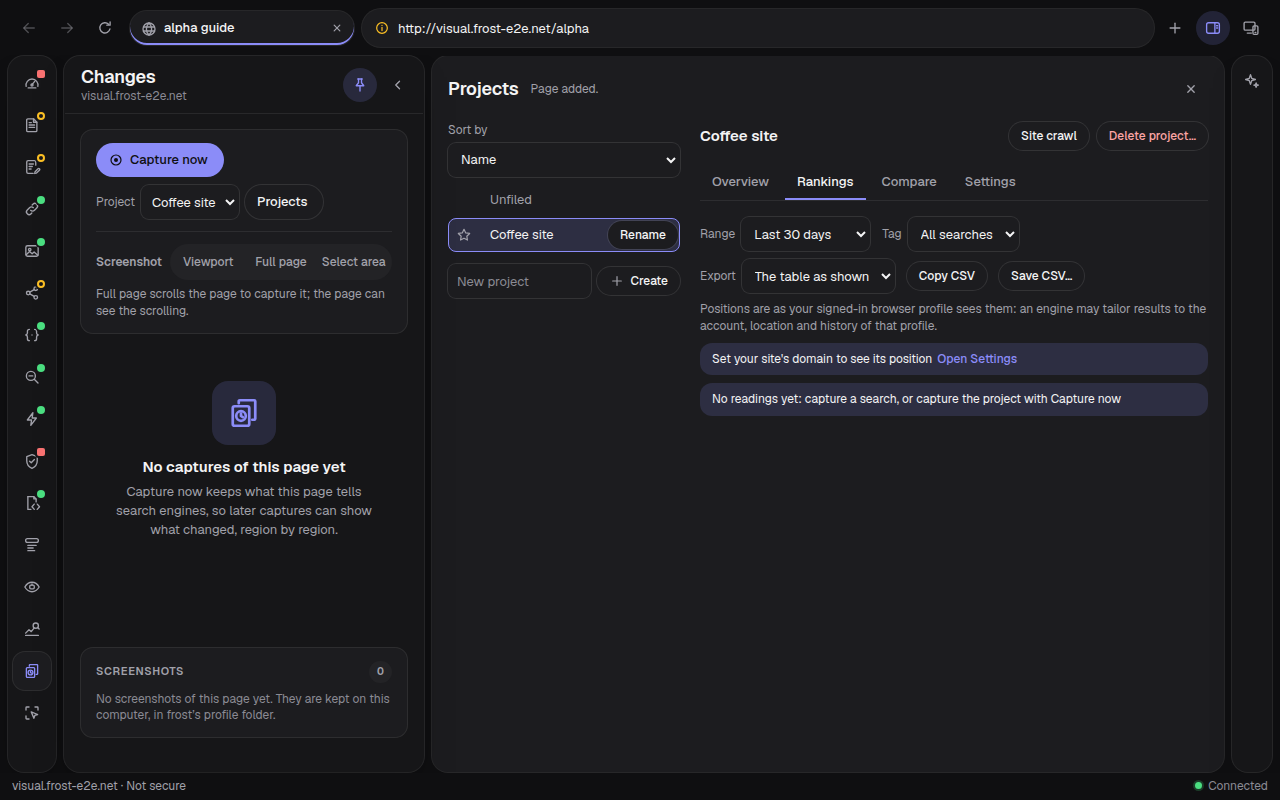 alpha guide
http://visual.frost-e2e.net/alpha
Changes
visual.frost-e2e.net
Capture now
Project
Coffee site
Projects
Screenshot
Viewport
Full page
Select area
Full page scrolls the page to capture it; the page can
see the scrolling.
No captures of this page yet
Capture now keeps what this page tells
search engines, so later captures can show
what changed, region by region.
SCREENSHOTS
0
No screenshots of this page yet. They are kept on this
computer, in frost's profile folder.
Projects
Page added.
Sort by
Name
Unfiled
Coffee site
Rename
New project
Create
Coffee site
Site crawl
Delete project…
Overview
Rankings
Compare
Settings
Range
Last 30 days
Tag
All searches
Export
The table as shown
Copy CSV
Save CSV…
Positions are as your signed-in browser profile sees them: an engine may tailor results to the
account, location and history of that profile.
Set your site's domain to see its position Open Settings
No readings yet: capture a search, or capture the project with Capture now
visual.frost-e2e.net · Not secure
Connected